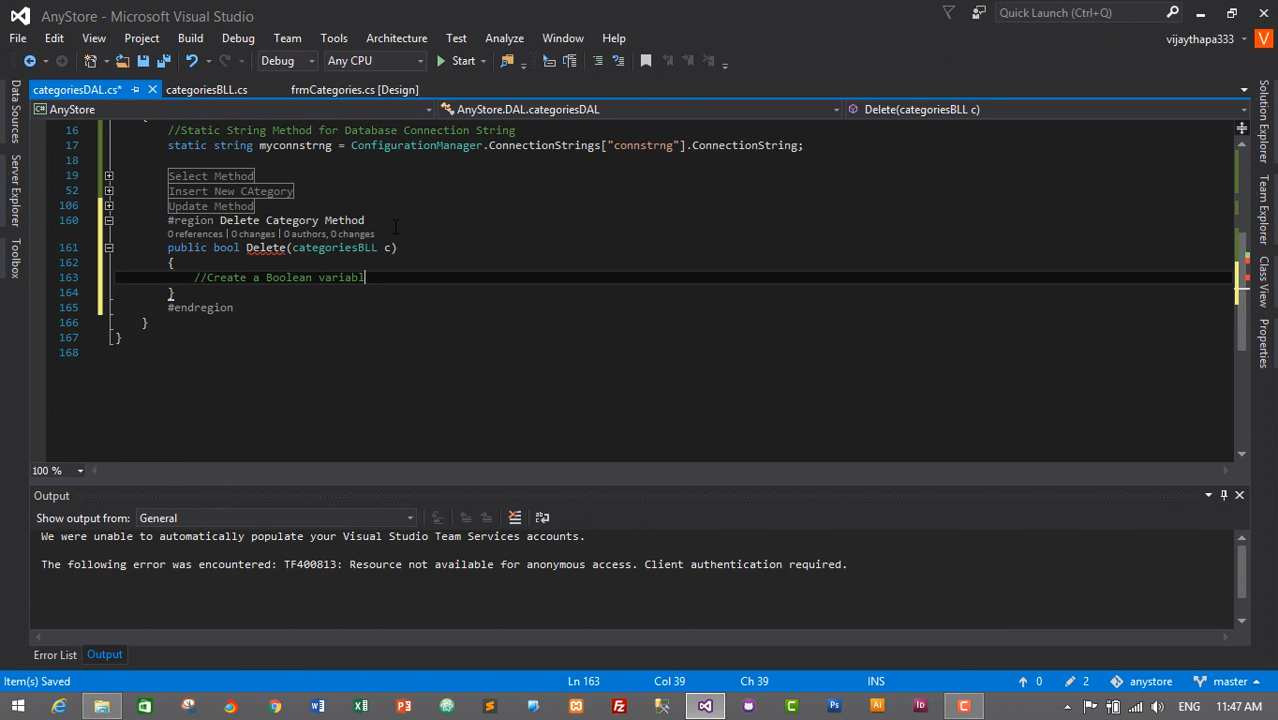 AnyStore - Microsoft Visual Studio
Quick Launch (Ctrl+Q)
File Edit View Project Build Debug Team Tools Architecture Test Analyze Window Help
vijaythapa333 V
Debug Any CPU Start
categoriesDAL.cs* categoriesBLL.cs frmCategories.cs [Design]
AnyStore AnyStore.DAL.categoriesDAL Delete(categoriesBLL c)
Data Sources
Server Explorer
Toolbox
Solution Explorer
Team Explorer
Class View
Properties
16 //Static String Method for Database Connection String
17 static string myconnstrng = ConfigurationManager.ConnectionStrings["connstrng"].ConnectionString;
18
19 Select Method
52 Insert New CAtegory
106 Update Method
160 #region Delete Category Method
0 references | 0 changes | 0 authors, 0 changes
161 public bool Delete(categoriesBLL c)
162 {
163 //Create a Boolean variabl
164 }
165 #endregion
166 }
167 }
168
100 %
Output
Show output from: General
We were unable to automatically populate your Visual Studio Team Services accounts.
The following error was encountered: TF400813: Resource not available for anonymous access. Client authentication required.
Error List Output
Item(s) Saved Ln 163 Col 39 Ch 39 INS 0 2 anystore master
ENG 11:47 AM